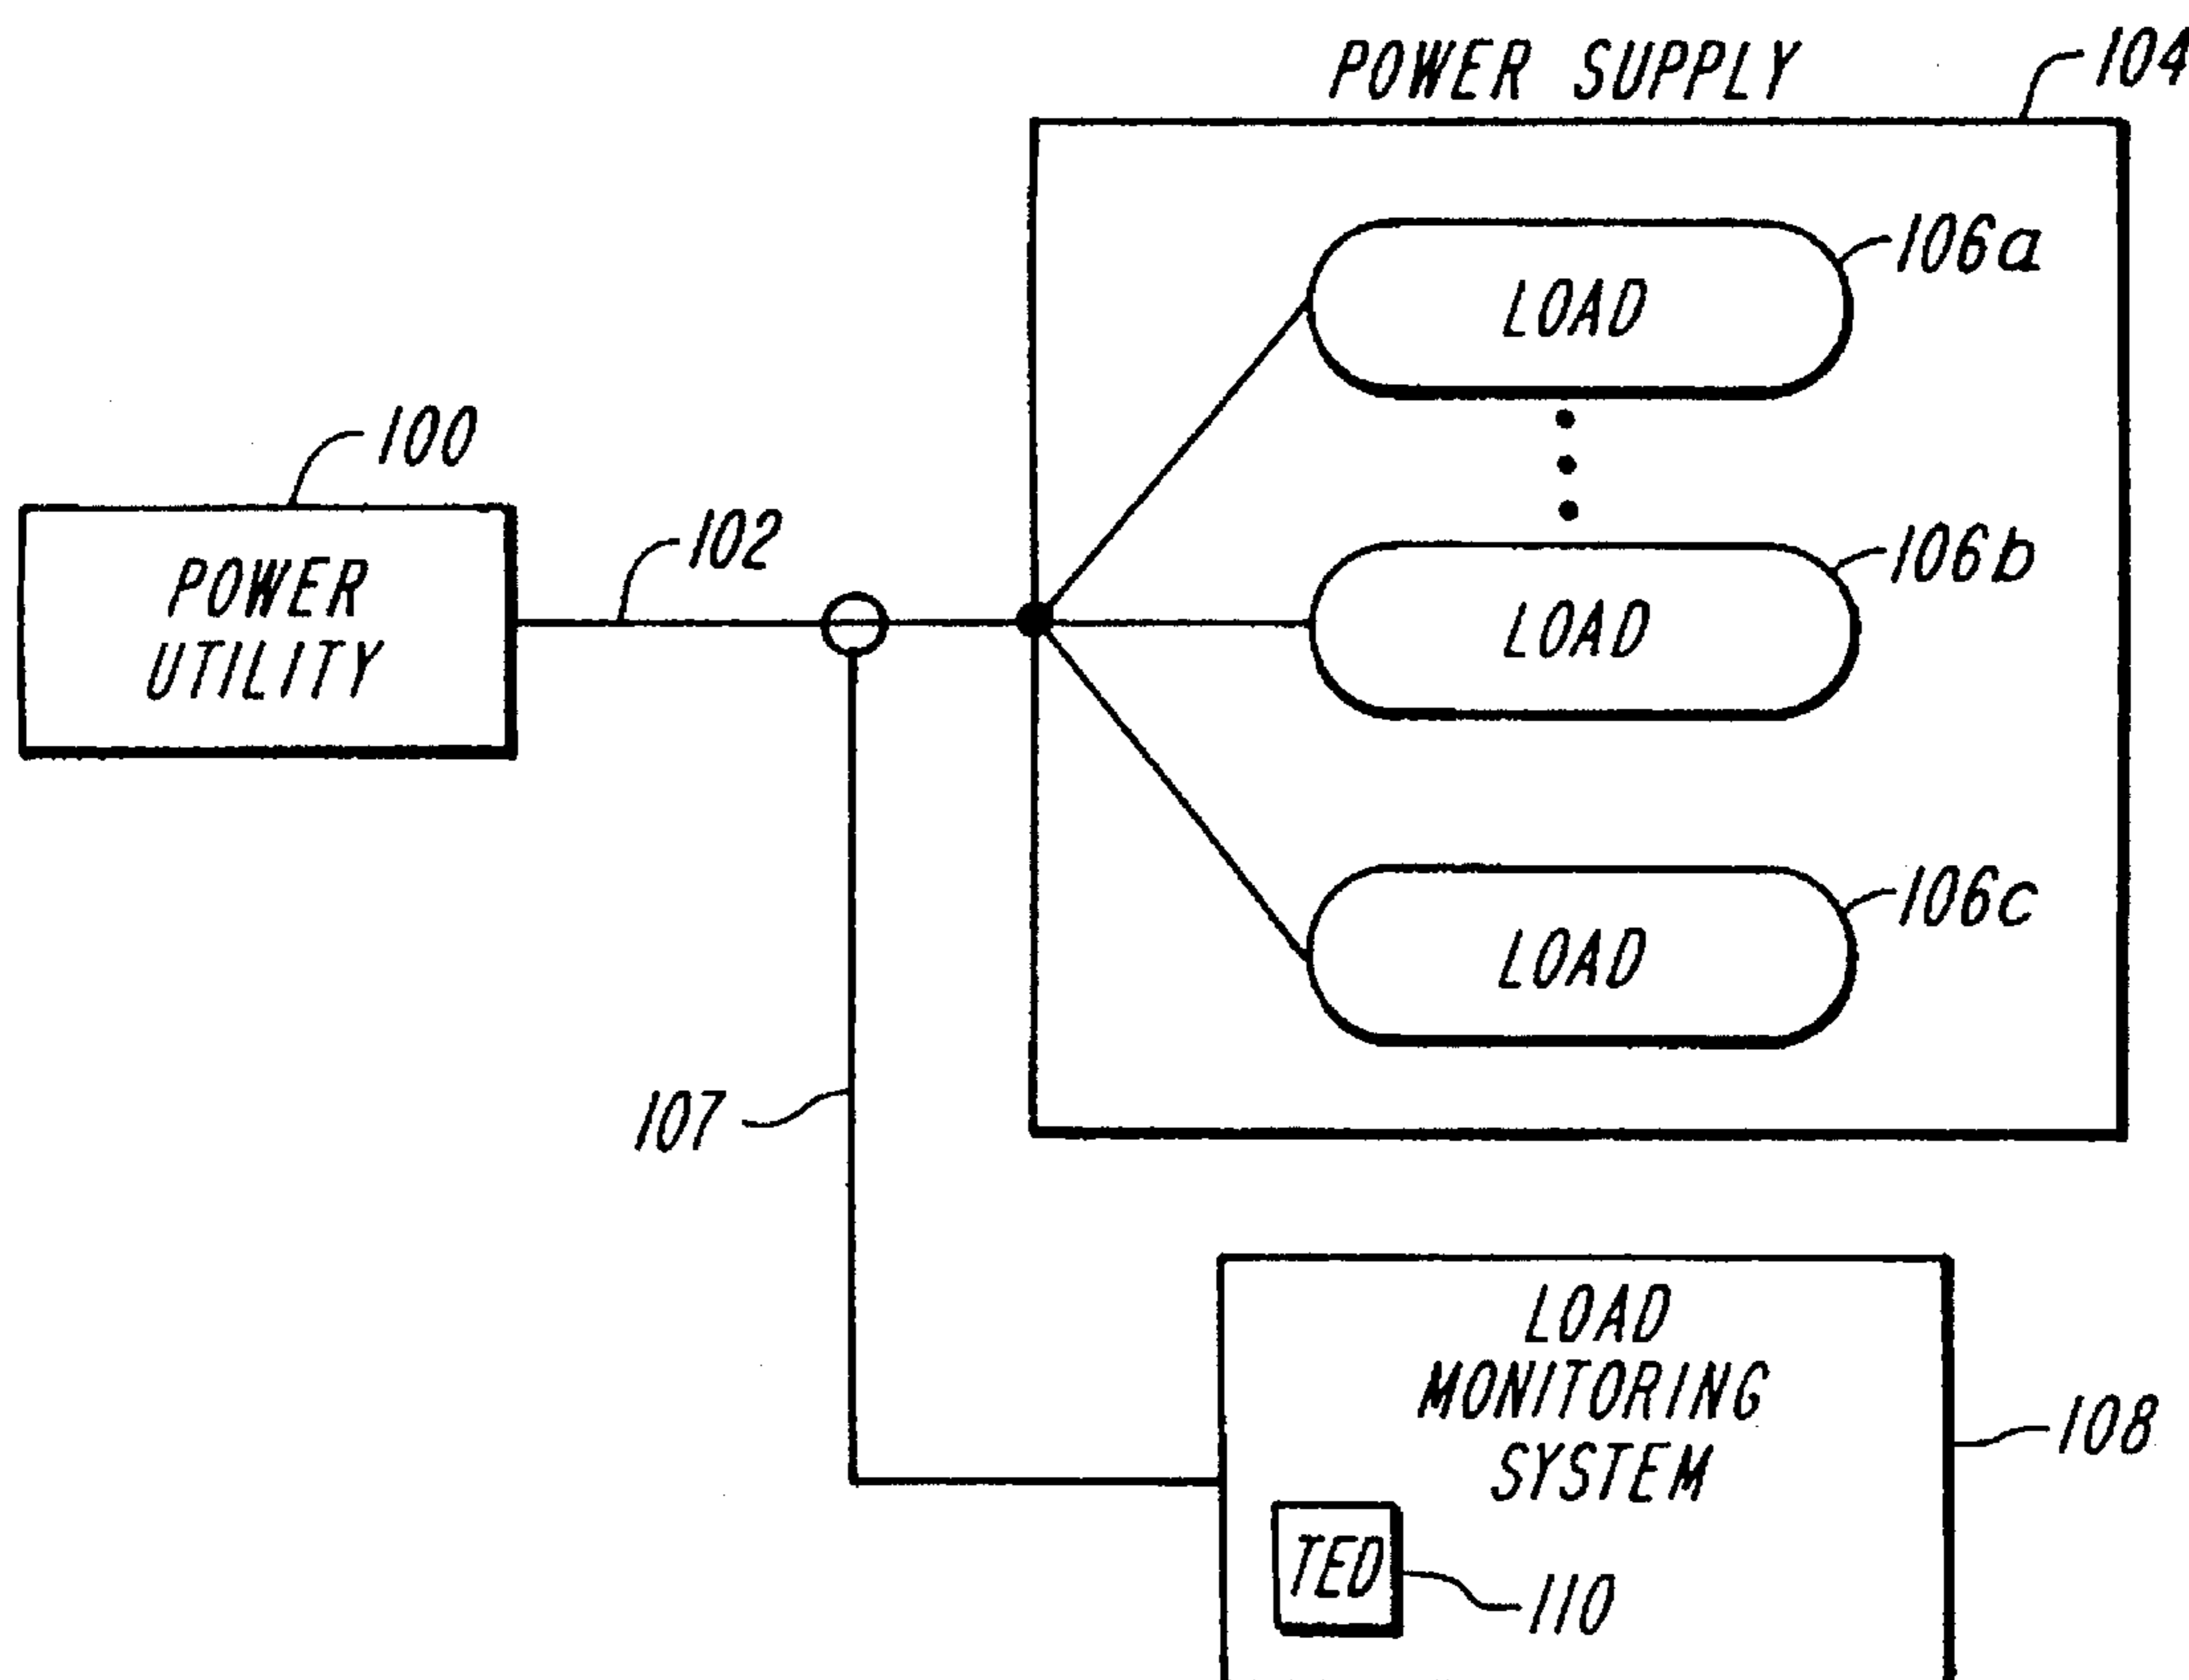 POWER SUPPLY
104
106a
LOAD
100
102
106b
POWER
UTILITY
LOAD
106c
LOAD
107
LOAD
MONITORING
SYSTEM
108
TED
110